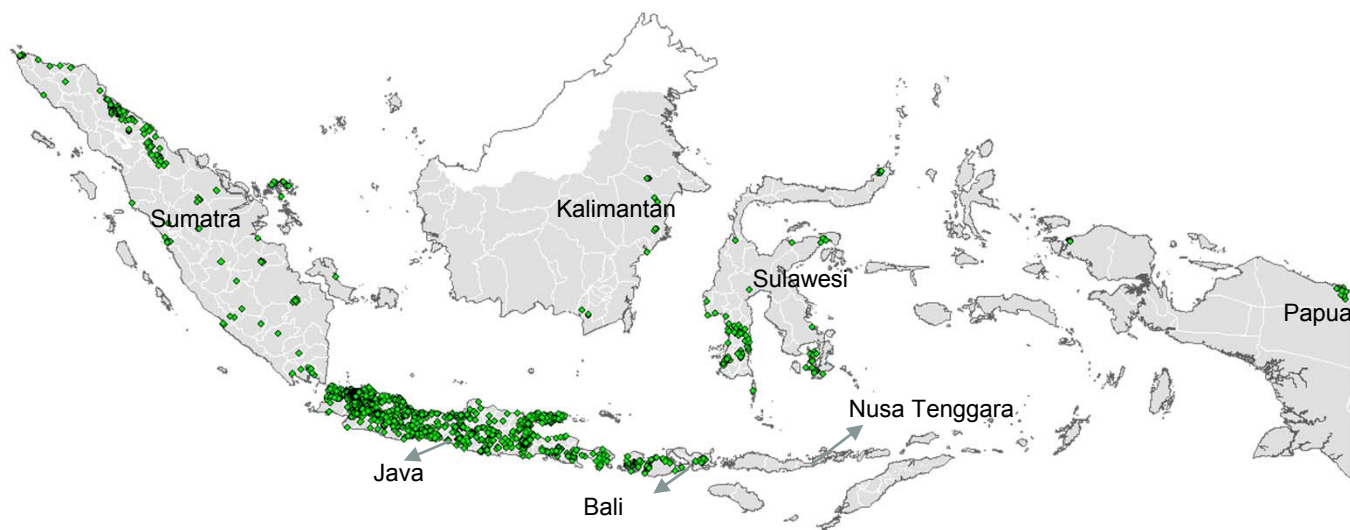 Sumatra
Kalimantan
Sulawesi
Papua
Nusa Tenggara
Java
Bali